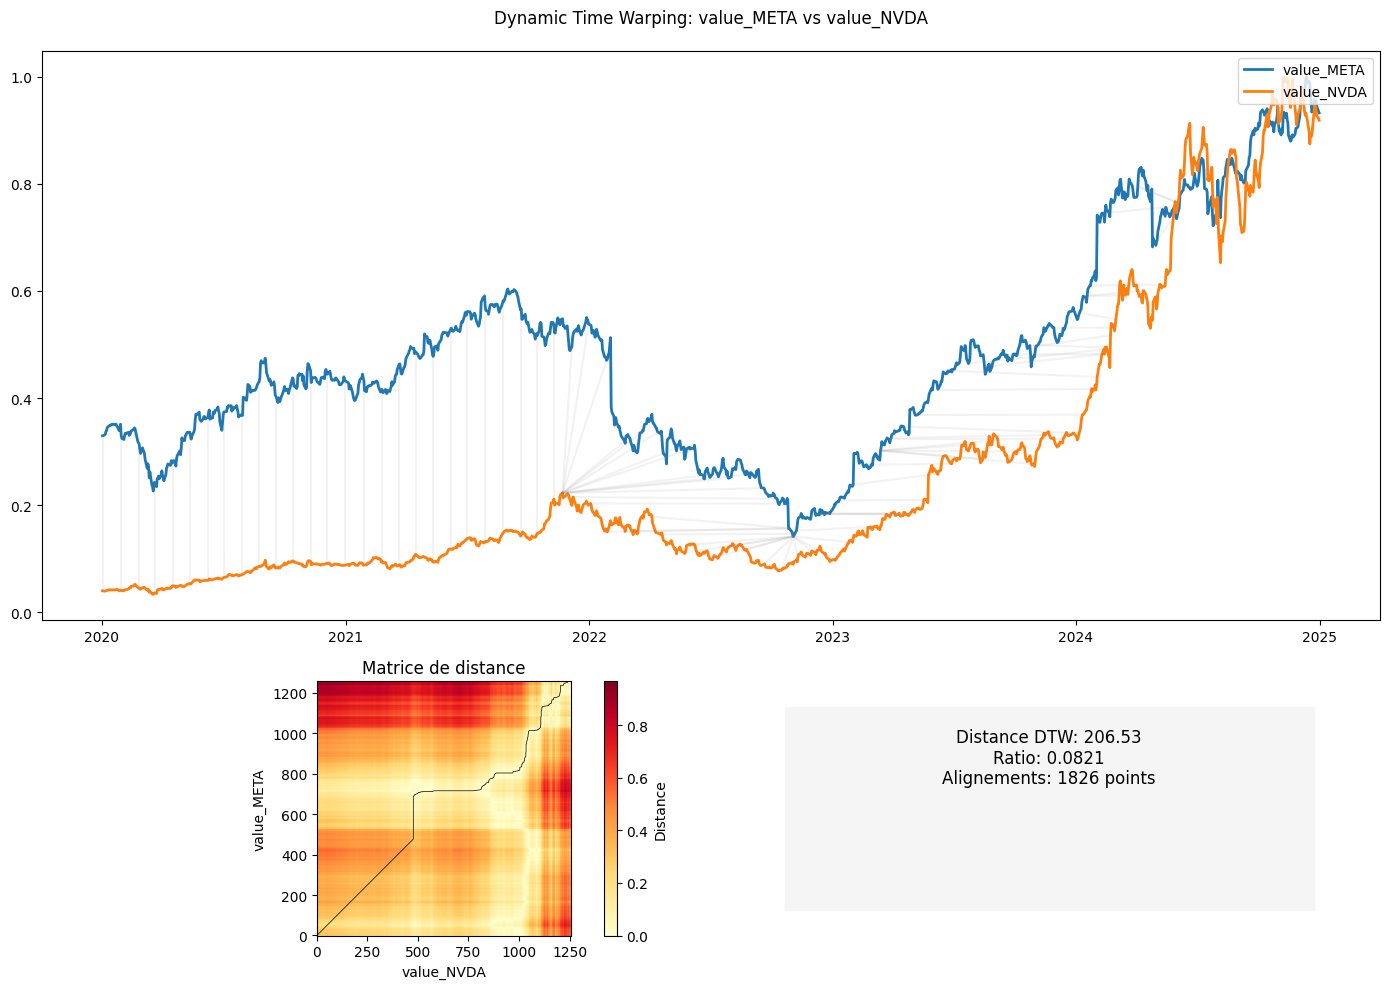 Dynamic Time Warping: value_META vs value_NVDA
value_META
value_NVDA
1.0
0.8
0.6
0.4
0.2
0.0
2020 2021 2022 2023 2024 2025
Matrice de distance
1200
1000
800
600
400
200
0
value_META
0 250 500 750 1000 1250
value_NVDA
0.8
0.6
0.4
0.2
0.0
Distance
Distance DTW: 206.53
Ratio: 0.0821
Alignements: 1826 points